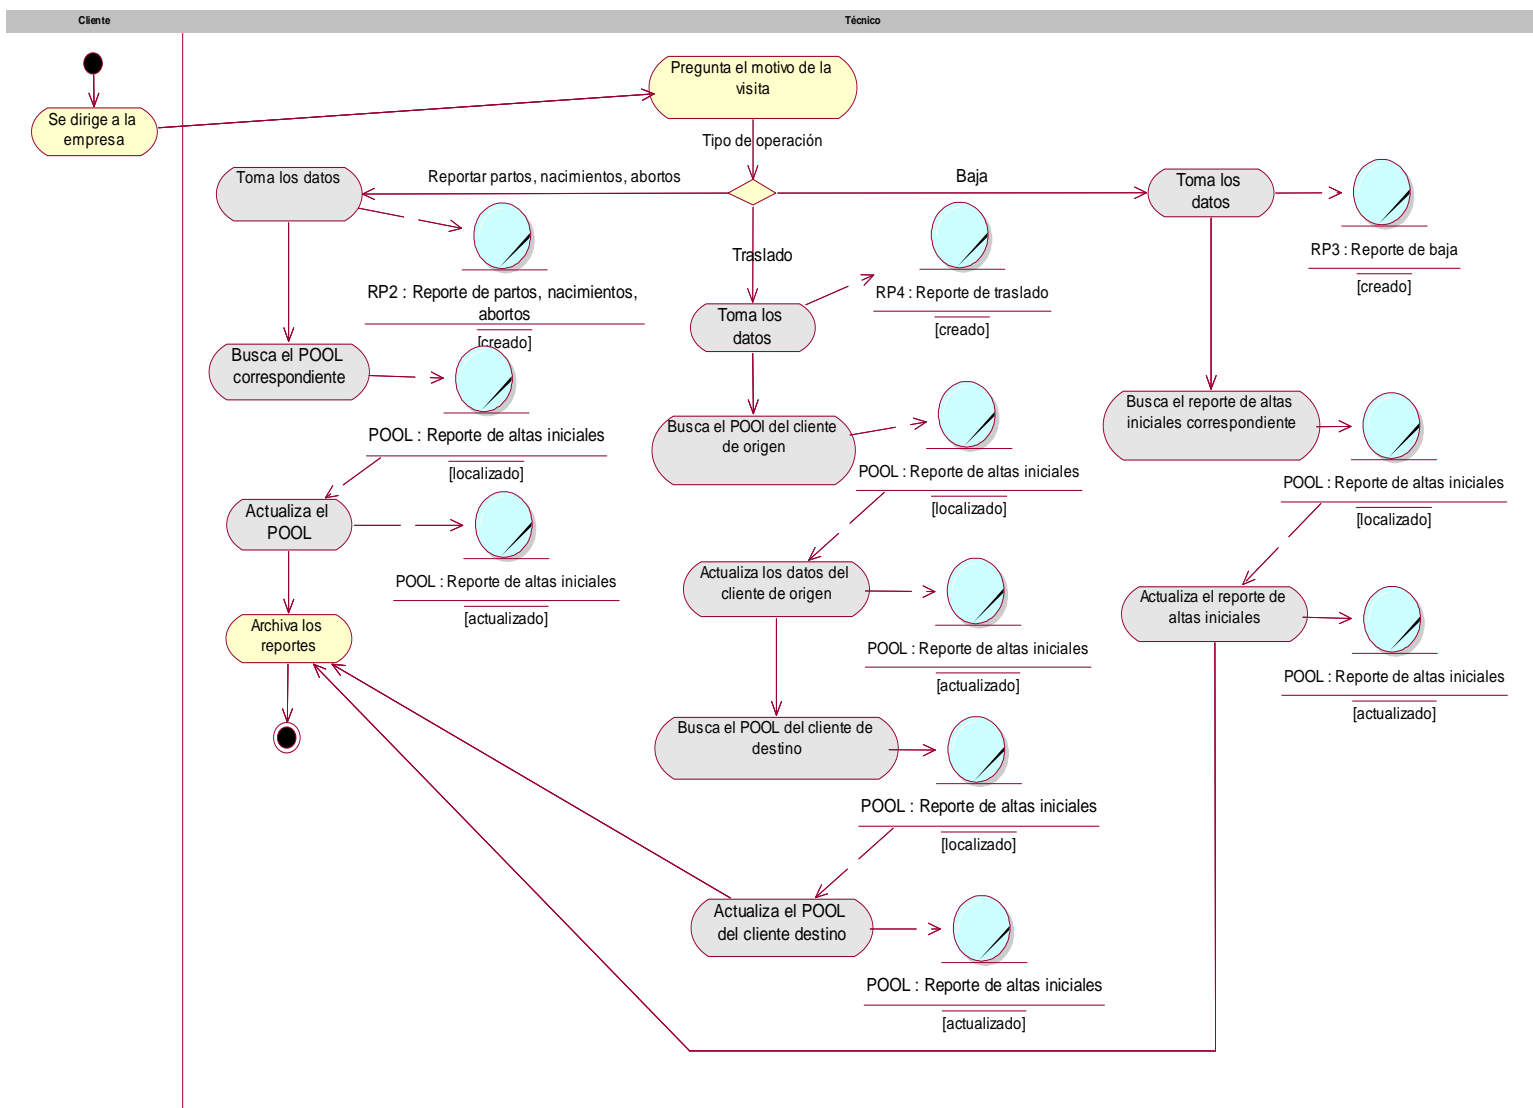 Cliente
Técnico
Se dirige a la
empresa
Pregunta el motivo de la
visita
Tipo de operación
Reportar partos, nacimientos, abortos
Baja
Traslado
Toma los datos
RP2 : Reporte de partos, nacimientos,
abortos
[creado]
Busca el POOL
correspondiente
POOL : Reporte de altas iniciales
[localizado]
Actualiza el
POOL
POOL : Reporte de altas iniciales
[actualizado]
Archiva los
reportes
Toma los
datos
RP4 : Reporte de traslado
[creado]
Busca el POOl del cliente
de origen
POOL : Reporte de altas iniciales
[localizado]
Actualiza los datos del
cliente de origen
POOL : Reporte de altas iniciales
[actualizado]
Busca el POOL del cliente de
destino
POOL : Reporte de altas iniciales
[localizado]
Actualiza el POOL
del cliente destino
POOL : Reporte de altas iniciales
[actualizado]
Toma los
datos
RP3 : Reporte de baja
[creado]
Busca el reporte de altas
iniciales correspondiente
POOL : Reporte de altas iniciales
[localizado]
Actualiza el reporte de
altas iniciales
POOL : Reporte de altas iniciales
[actualizado]